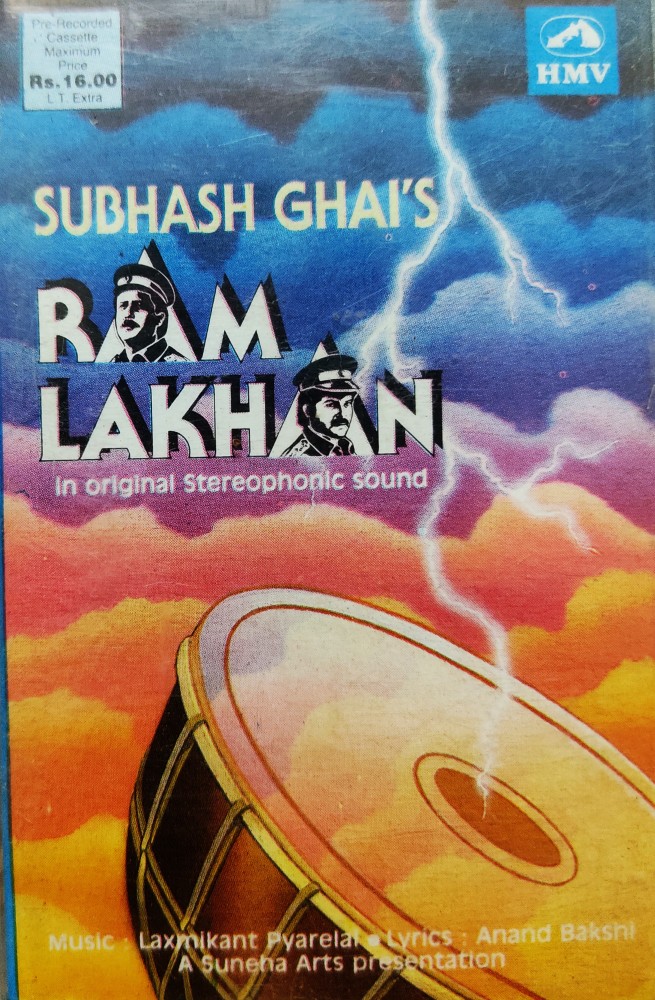 Pre-Recorded
Cassette
Maximum
Price
Rs.16.00
L.T. Extra
HMV
SUBHASH GHAI'S
RAM
LAKHAN
In original Stereophonic sound
Music : Laxmikant Pyarelal • Lyrics : Anand Bakshi
A Suneha Arts presentation